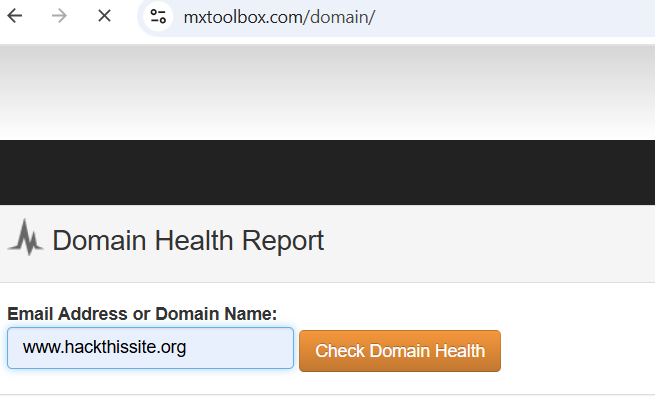 mxtoolbox.com/domain/
Domain Health Report
Email Address or Domain Name:
www.hackthissite.org
Check Domain Health